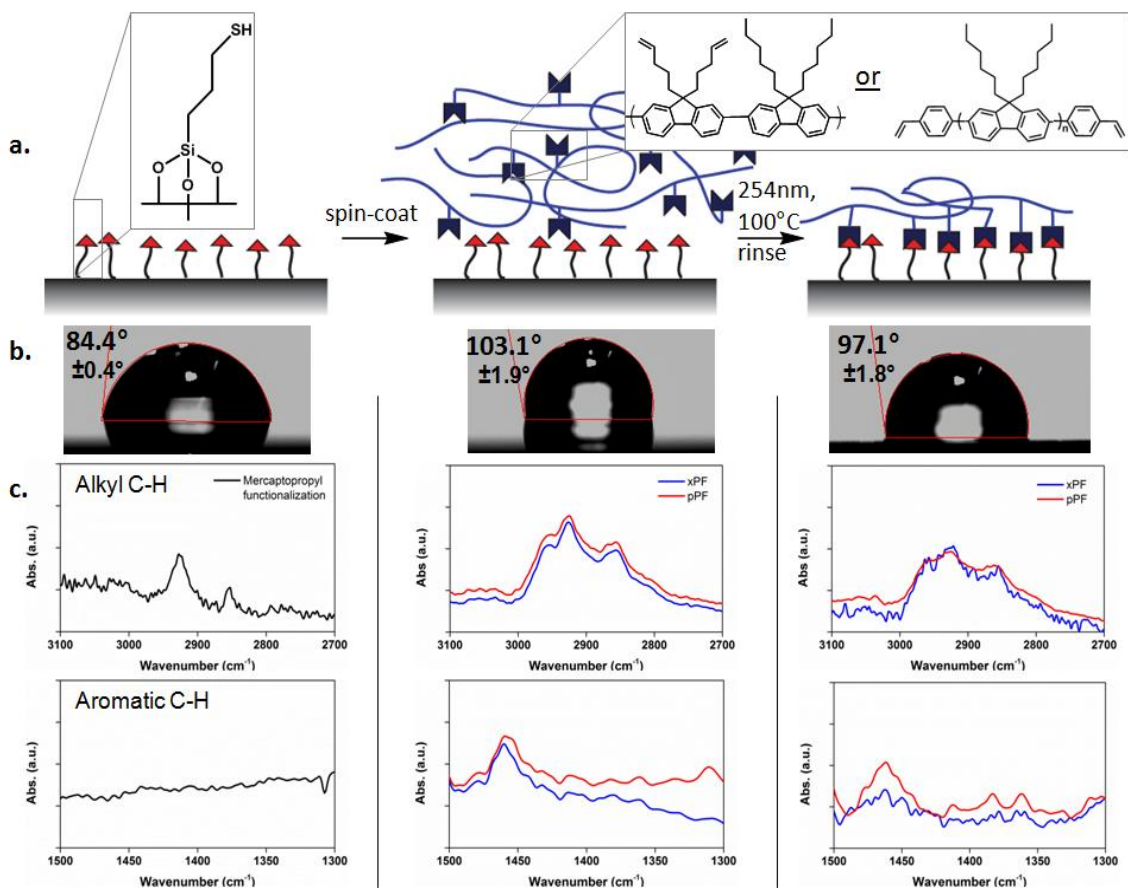 a.
SH
Si
O
O
O
spin-coat
or
n
n
254nm,
100°C
rinse
b.
84.4°
±0.4°
103.1°
±1.9°
97.1°
±1.8°
c.
Alkyl C-H
Mercaptopropyl
functionalization
Abs. (a.u.)
3100 3000 2900 2800 2700
Wavenumber (cm⁻¹)
xPF
pPF
Abs. (a.u.)
3100 3000 2900 2800 2700
Wavenumber (cm⁻¹)
xPF
pPF
Abs. (a.u.)
3100 3000 2900 2800 2700
Wavenumber (cm⁻¹)
Aromatic C-H
Abs. (a.u.)
1500 1450 1400 1350 1300
Wavenumber (cm⁻¹)
Abs. (a.u.)
1500 1450 1400 1350 1300
Wavenumber (cm⁻¹)
Abs. (a.u.)
1500 1450 1400 1350 1300
Wavenumber (cm⁻¹)